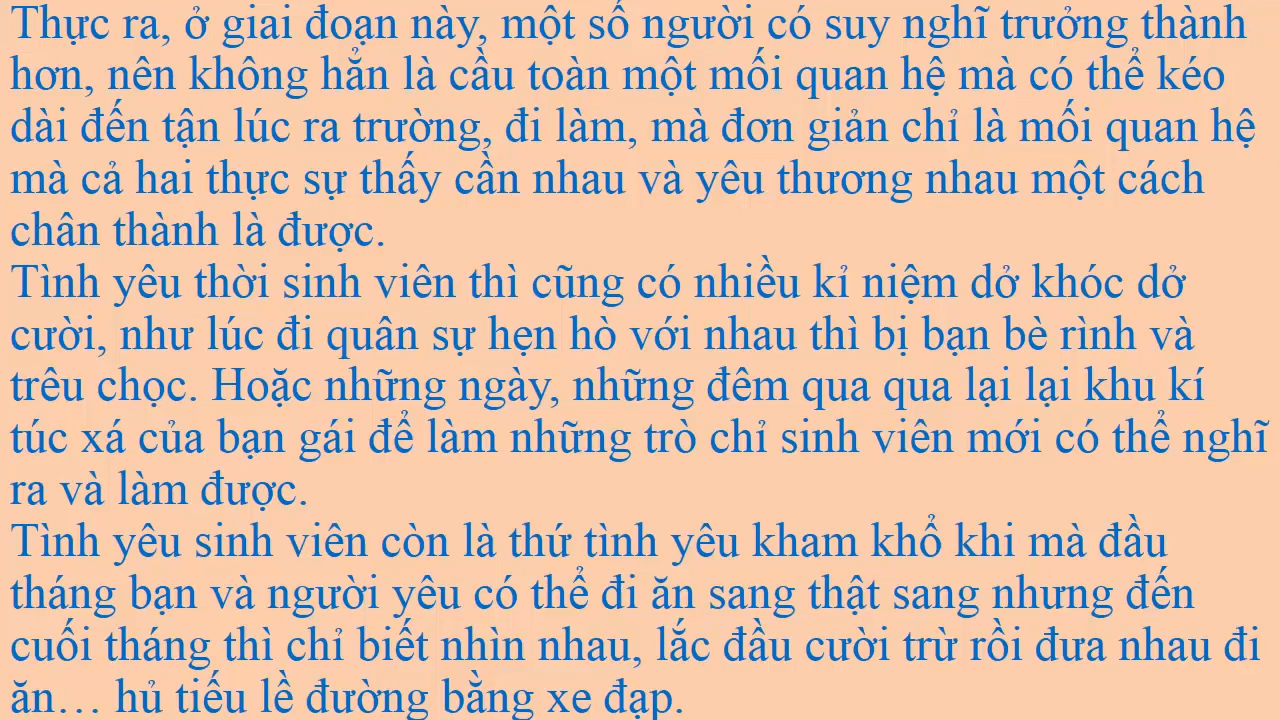 Thực ra, ở giai đoạn này, một số người có suy nghĩ trưởng thành
hơn, nên không hẳn là cầu toàn một mối quan hệ mà có thể kéo
dài đến tận lúc ra trường, đi làm, mà đơn giản chỉ là mối quan hệ
mà cả hai thực sự thấy cần nhau và yêu thương nhau một cách
chân thành là được.
Tình yêu thời sinh viên thì cũng có nhiều kỉ niệm dở khóc dở
cười, như lúc đi quân sự hẹn hò với nhau thì bị bạn bè rình và
trêu chọc. Hoặc những ngày, những đêm qua qua lại lại khu kí
túc xá của bạn gái để làm những trò chỉ sinh viên mới có thể nghĩ
ra và làm được.
Tình yêu sinh viên còn là thứ tình yêu kham khổ khi mà đầu
tháng bạn và người yêu có thể đi ăn sang thật sang nhưng đến
cuối tháng thì chỉ biết nhìn nhau, lắc đầu cười trừ rồi đưa nhau đi
ăn… hủ tiếu lề đường bằng xe đạp.